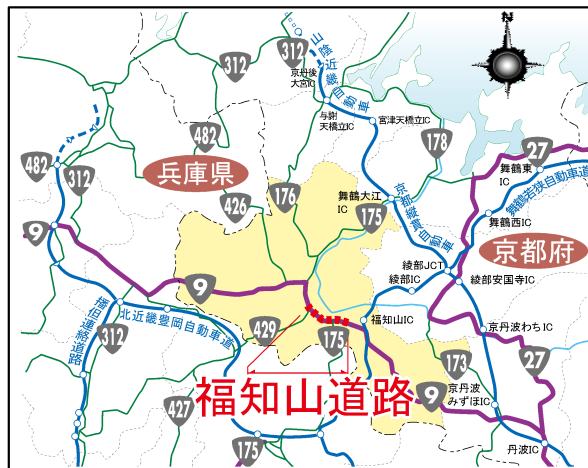 N
312
312
山陰近畿自動車
京丹後
大宮IC
与謝
天橋立IC
宮津天橋立IC
482
178
27
482
312
兵庫県
176
舞鶴東
IC
426
舞鶴大江
IC
175
京都縦貫自動車
舞鶴若狭自動車道
舞鶴西IC
9
京都府
綾部JCT
9
綾部IC
綾部安国寺IC
播但連絡道路
312
北近畿豊岡自動車道
429
175
福知山IC
京丹波わちIC
173
27
福知山道路
9
京丹波
みずほIC
427
175
丹波IC